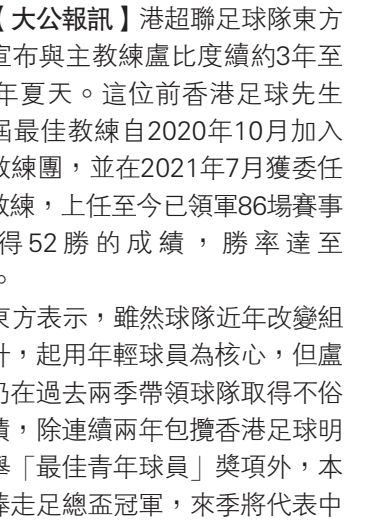 【大公報訊】港超聯足球隊東方
宣布與主教練盧比度續約3年至
年夏天。這位前香港足球先生
屆最佳教練自2020年10月加入
教練團，並在2021年7月獲委任
教練，上任至今已領軍86場賽事
得52勝的成績，勝率達至
。
東方表示，雖然球隊近年改變組
，起用年輕球員為核心，但盧
仍在過去兩季帶領球隊取得不俗
，除連續兩年包攬香港足球明
舉「最佳青年球員」獎項外，本
捧走足總盃冠軍，來季將代表中